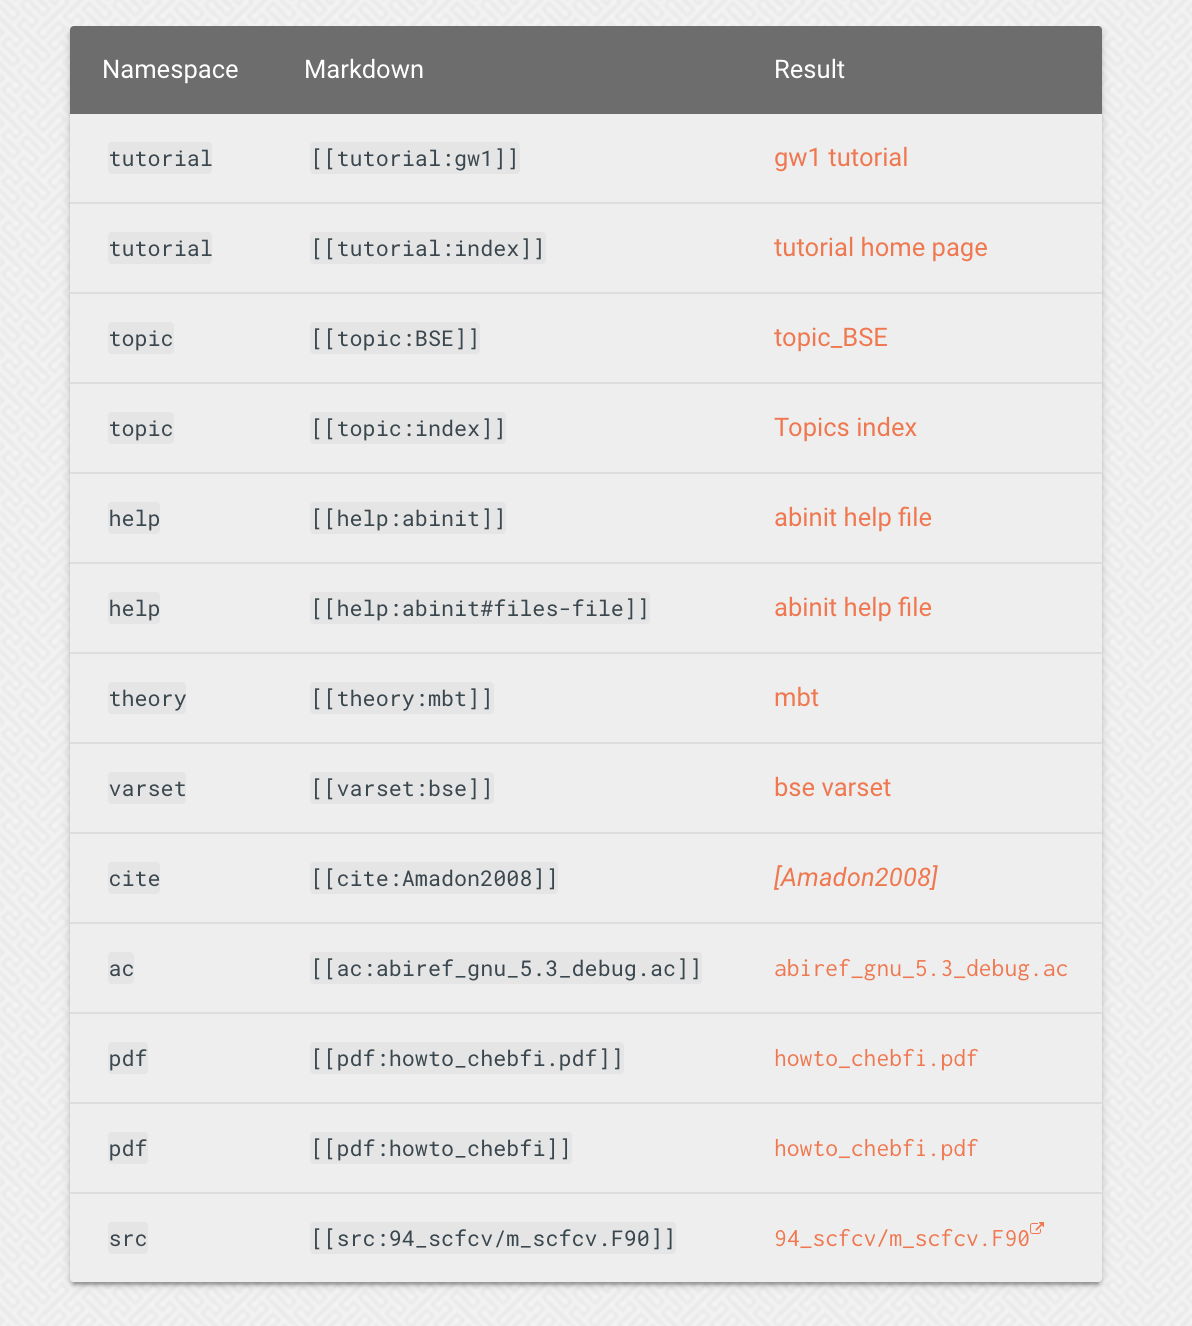 Namespace Markdown Result
tutorial [[tutorial:gw1]] gw1 tutorial
tutorial [[tutorial:index]] tutorial home page
topic [[topic:BSE]] topic_BSE
topic [[topic:index]] Topics index
help [[help:abinit]] abinit help file
help [[help:abinit#files-file]] abinit help file
theory [[theory:mbt]] mbt
varset [[varset:bse]] bse varset
cite [[cite:Amadon2008]] [Amadon2008]
ac [[ac:abiref_gnu_5.3_debug.ac]] abiref_gnu_5.3_debug.ac
pdf [[pdf:howto_chebfi.pdf]] howto_chebfi.pdf
pdf [[pdf:howto_chebfi]] howto_chebfi.pdf
src [[src:94_scfcv/m_scfcv.F90]] 94_scfcv/m_scfcv.F90